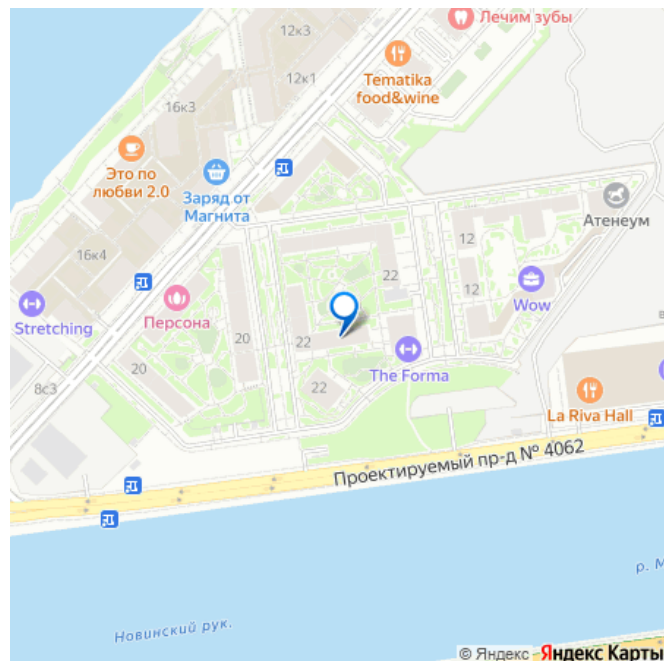 12к3
Лечим зубы
12к1
Tematika
food&wine
16к3
Это по
любви 2.0
Заряд от
Магнита
Атенеум
12
12
16к4
22
Wow
Stretching
Персона
20
22
20
The Forma
22
8с3
La Riva Hall
Проектируемый пр-д № 4062
р. М
Новинский рук.
© Яндекс Яндекс Карты